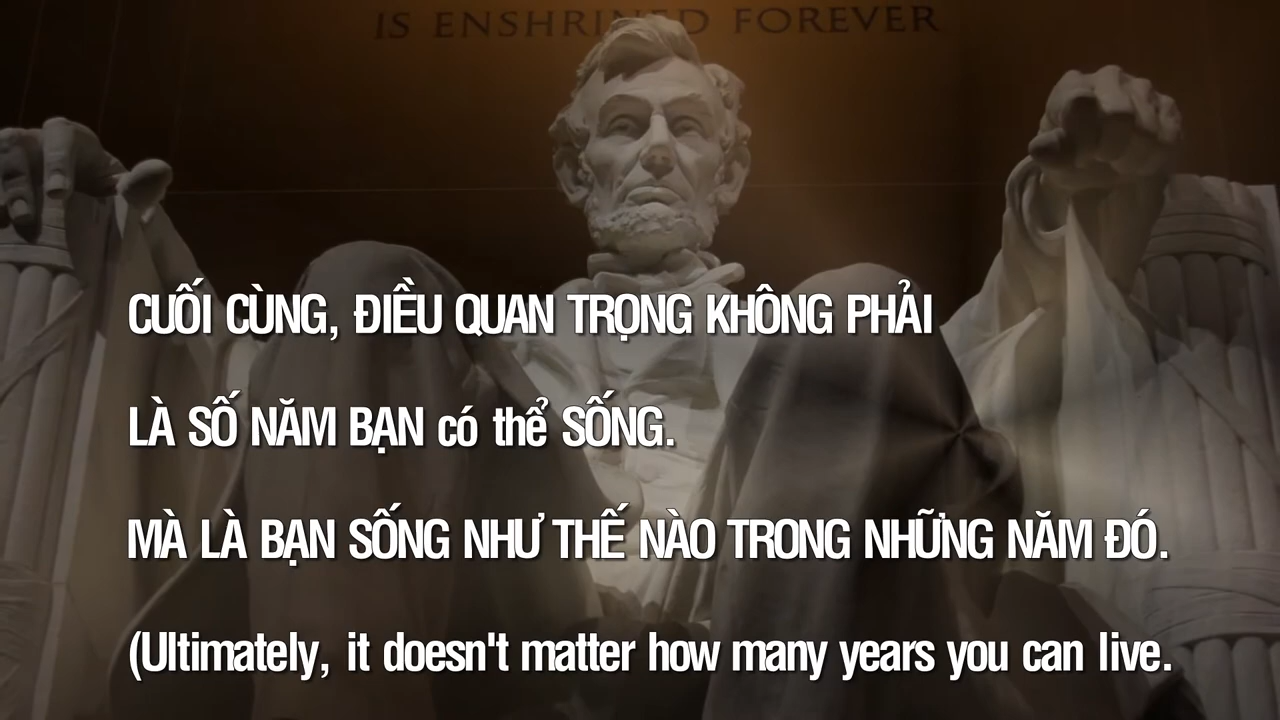 IS ENSHRINED FOREVER
CUỐI CÙNG, ĐIỀU QUAN TRỌNG KHÔNG PHẢI
LÀ SỐ NĂM BẠN có thể SỐNG.
MÀ LÀ BẠN SỐNG NHƯ THẾ NÀO TRONG NHỮNG NĂM ĐÓ.
(Ultimately, it doesn't matter how many years you can live.